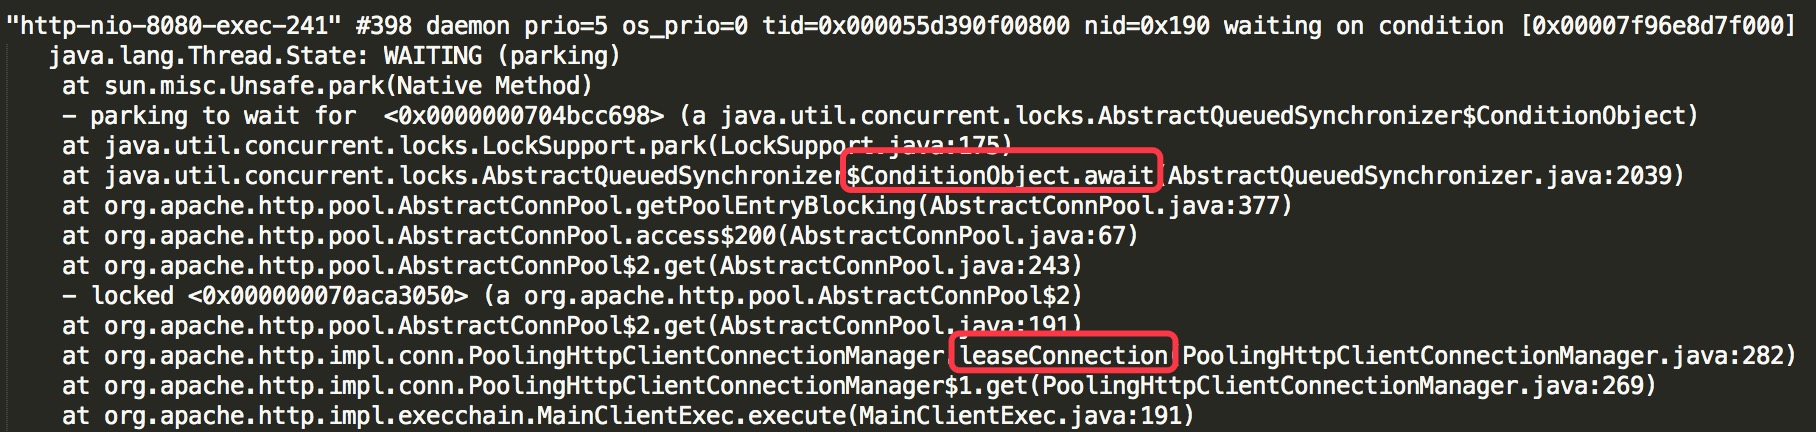 "http-nio-8080-exec-241" #398 daemon prio=5 os_prio=0 tid=0x000055d390f00800 nid=0x190 waiting on condition [0x00007f96e8d7f000]
java.lang.Thread.State: WAITING (parking)
at sun.misc.Unsafe.park(Native Method)
- parking to wait for  <0x0000000704bcc698> (a java.util.concurrent.locks.AbstractQueuedSynchronizer$ConditionObject)
at java.util.concurrent.locks.LockSupport.park(LockSupport.java:175)
at java.util.concurrent.locks.AbstractQueuedSynchronizer$ConditionObject.await(AbstractQueuedSynchronizer.java:2039)
at org.apache.http.pool.AbstractConnPool.getPoolEntryBlocking(AbstractConnPool.java:377)
at org.apache.http.pool.AbstractConnPool.access$200(AbstractConnPool.java:67)
at org.apache.http.pool.AbstractConnPool$2.get(AbstractConnPool.java:243)
- locked <0x000000070aca3050> (a org.apache.http.pool.AbstractConnPool$2)
at org.apache.http.pool.AbstractConnPool$2.get(AbstractConnPool.java:191)
at org.apache.http.impl.conn.PoolingHttpClientConnectionManager.leaseConnection(PoolingHttpClientConnectionManager.java:282)
at org.apache.http.impl.conn.PoolingHttpClientConnectionManager$1.get(PoolingHttpClientConnectionManager.java:269)
at org.apache.http.impl.execchain.MainClientExec.execute(MainClientExec.java:191)